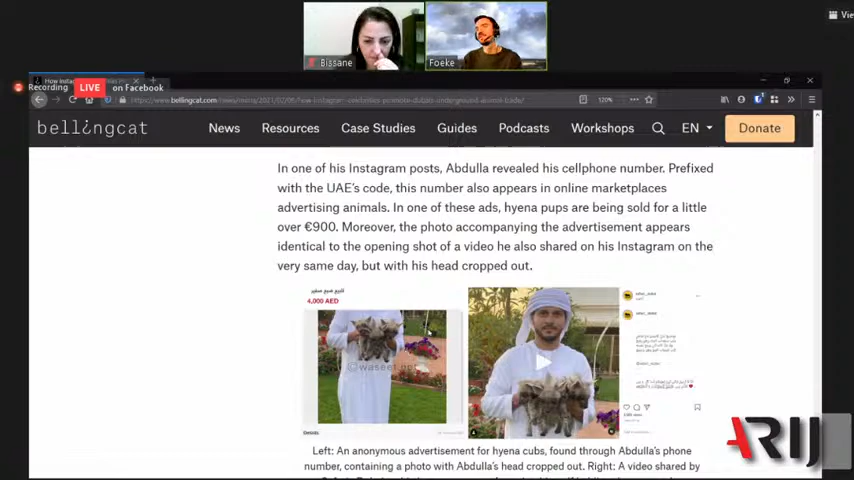 Bissane
Foeke
View
Recording
LIVE
on Facebook
120%
bellingcat
News
Resources
Case Studies
Guides
Podcasts
Workshops
EN
Donate
In one of his Instagram posts, Abdulla revealed his cellphone number. Prefixed
with the UAE's code, this number also appears in online marketplaces
advertising animals. In one of these ads, hyena pups are being sold for a little
over €900. Moreover, the photo accompanying the advertisement appears
identical to the opening shot of a video he also shared on his Instagram on the
very same day, but with his head cropped out.
4,000 AED
Details
Left: An anonymous advertisement for hyena cubs, found through Abdulla's phone
number, containing a photo with Abdulla's head cropped out. Right: A video shared by
ARIJ